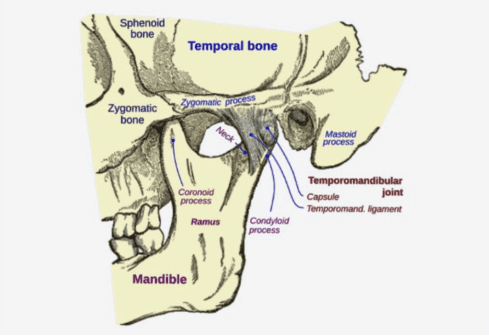 Sphenoid
bone
Temporal bone
Zygomatic process
Zygomatic
bone
Neck
Mastoid
process
Temporomandibular
joint
Capsule
Temporomand. ligament
Coronoid
process
Ramus
Condyloid
process
Mandible